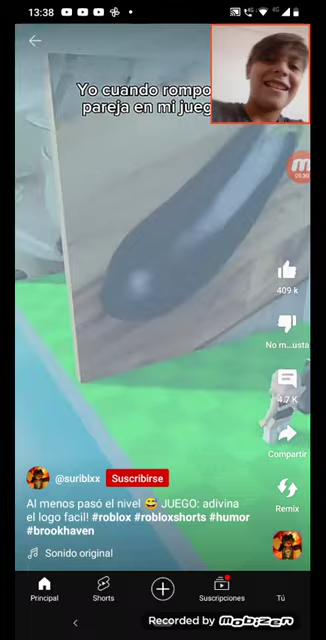 13:38
Yo cuando rompo
pareja en mi jueg
409 k
No m...usta
4.7 K
Compartir
Remix
@suriblxx Suscribirse
Al menos pasó el nivel 😅 JUEGO: adivina
el logo facil! #roblox #robloxshorts #humor
#brookhaven
Sonido original
Principal Shorts Suscripciones Tú
Recorded by mobizen